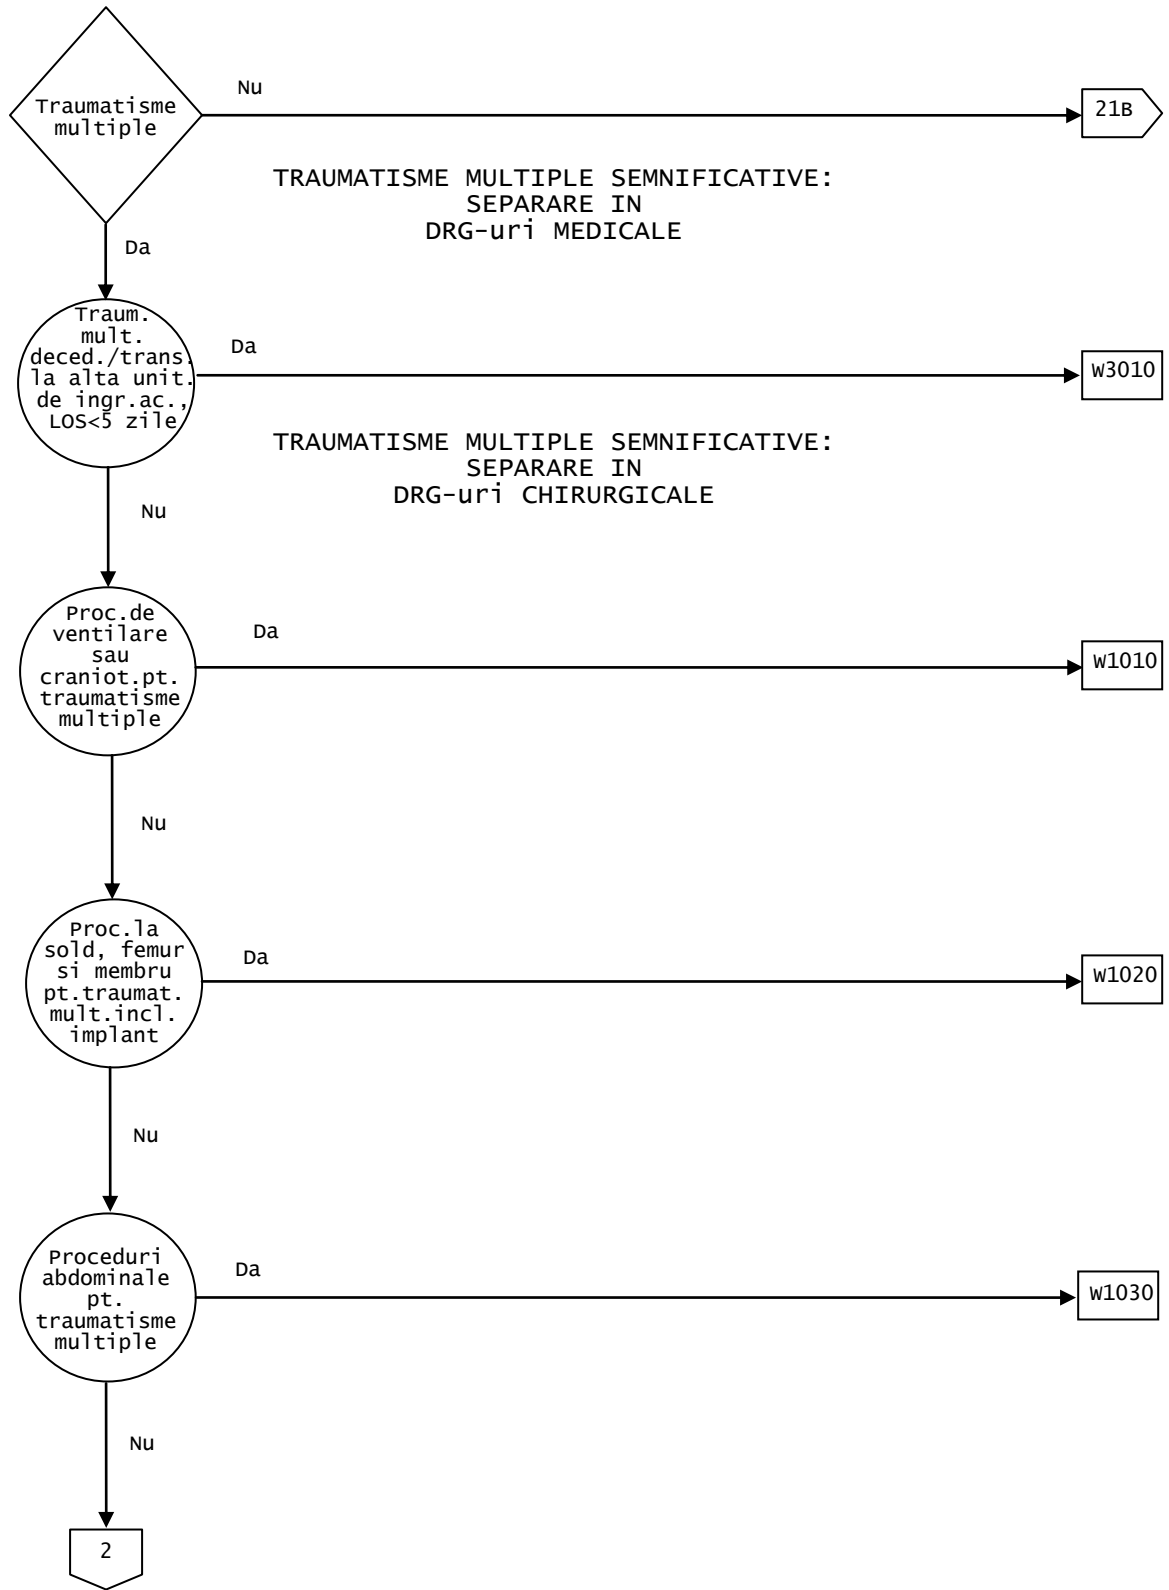 Nu
Traumatisme
multiple
21B
TRAUMATISME MULTIPLE SEMNIFICATIVE:
SEPARARE IN
DRG-uri MEDICALE
Da
Traum.
mult.
deced./trans.
la alta unit.
de ingr.ac.,
LOS<5 zile
Da
W3010
TRAUMATISME MULTIPLE SEMNIFICATIVE:
SEPARARE IN
DRG-uri CHIRURGICALE
Nu
Proc.de
ventilare
sau
craniot.pt.
traumatisme
multiple
Da
W1010
Nu
Proc.la
sold, femur
si membru
pt.traumat.
mult.incl.
implant
Da
W1020
Nu
Proceduri
abdominale
pt.
traumatisme
multiple
Da
W1030
Nu
2